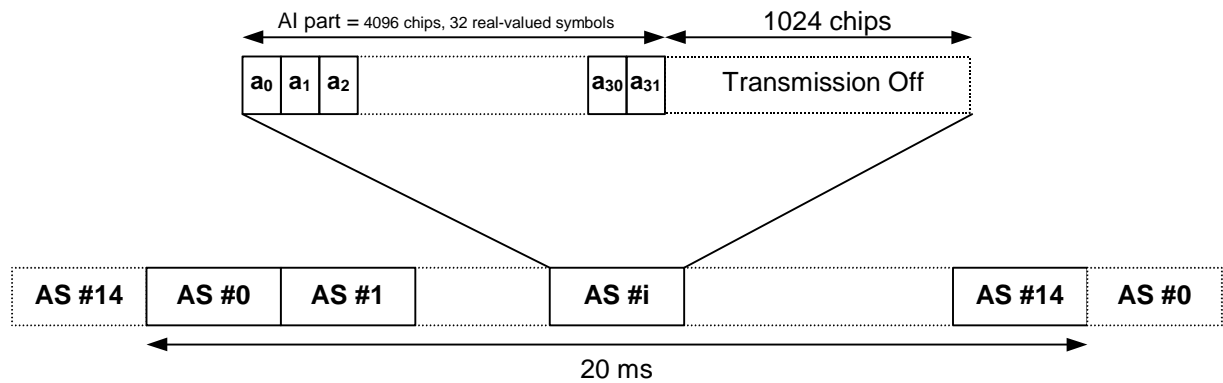 AI part = 4096 chips, 32 real-valued symbols
1024 chips
a0 a1 a2 a30 a31 Transmission Off
AS #14 AS #0 AS #1 AS #i AS #14 AS #0
20 ms